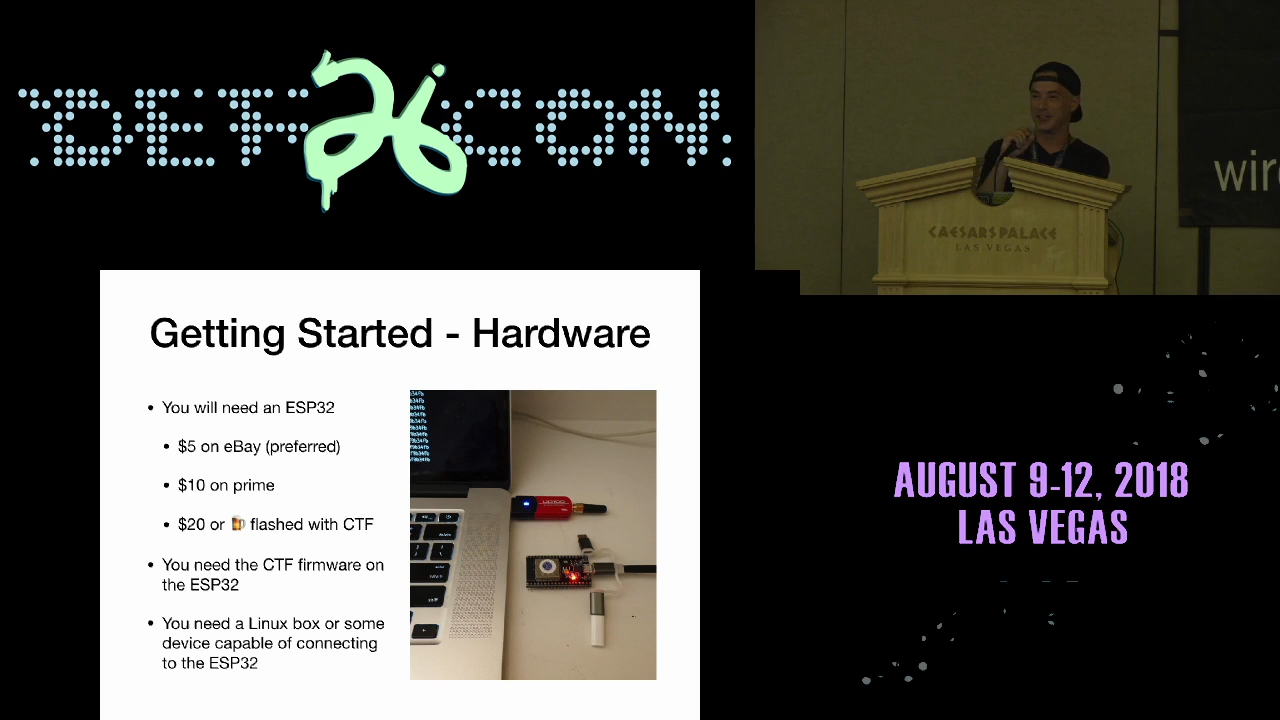 DEF 26 CON
wir
CAESARS PALACE
LAS VEGAS
Getting Started - Hardware
• You will need an ESP32
• $5 on eBay (preferred)
• $10 on prime
• $20 or 🍺 flashed with CTF
• You need the CTF firmware on
the ESP32
• You need a Linux box or some
device capable of connecting
to the ESP32
AUGUST 9-12, 2018
LAS VEGAS